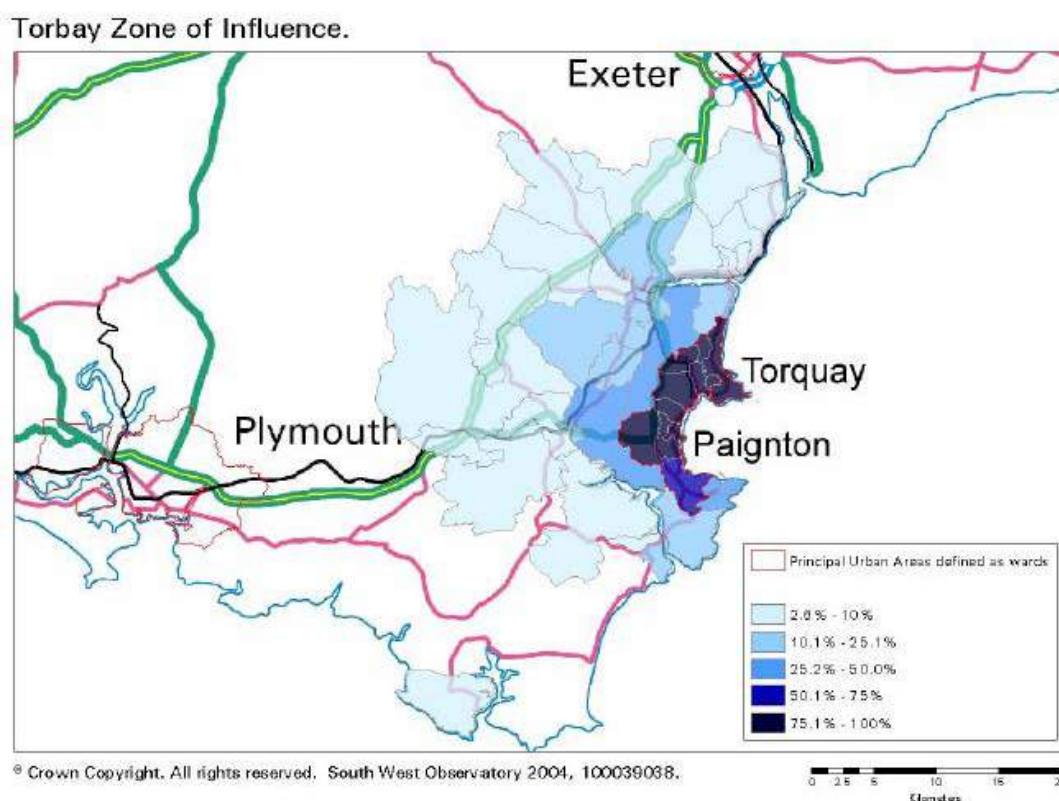 Torbay Zone of Influence.
Exeter
Torquay
Plymouth
Paignton
Principal Urban Areas defined as wards
2.6% - 10%
10.1% - 25.1%
25.2% - 50.0%
50.1% - 75%
75.1% - 100%
© Crown Copyright. All rights reserved. South West Observatory 2004, 100039038.
0 2.5 5 10 15
Kilometers